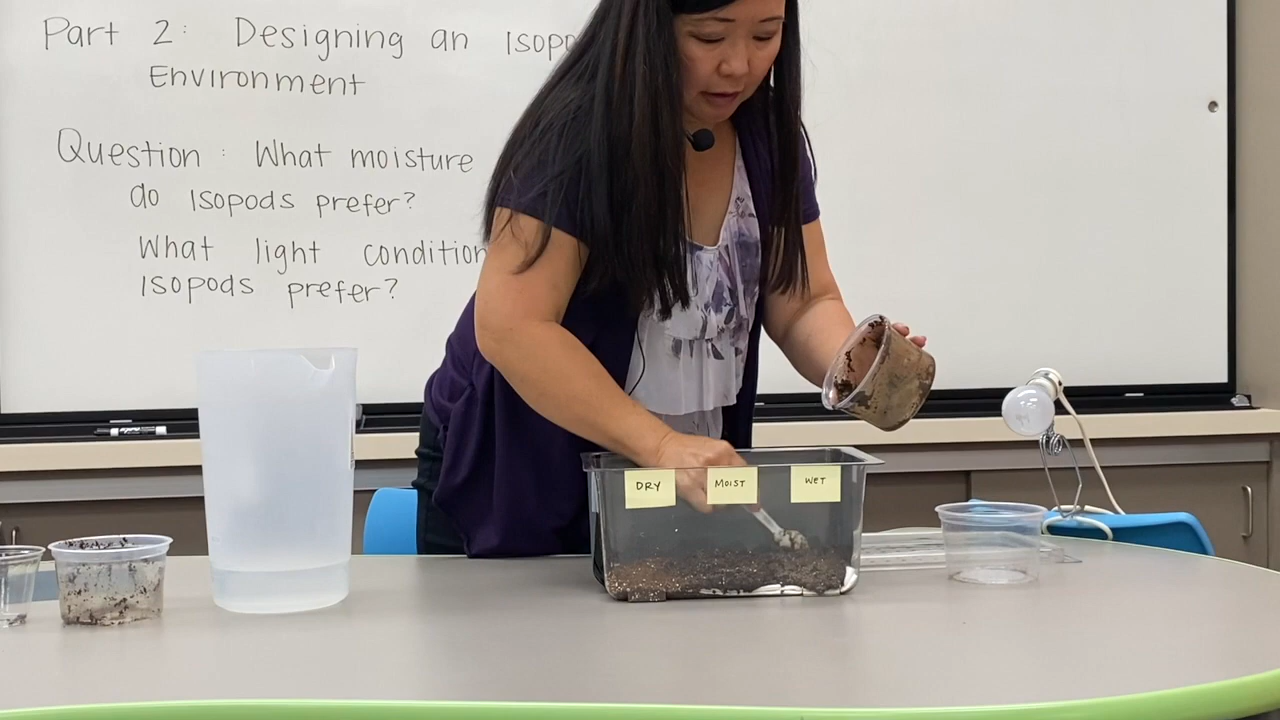 Part 2: Designing an Isopo
Environment
Question: What moisture
do Isopods prefer?
What light condition
Isopods prefer?
DRY
MOIST
WET